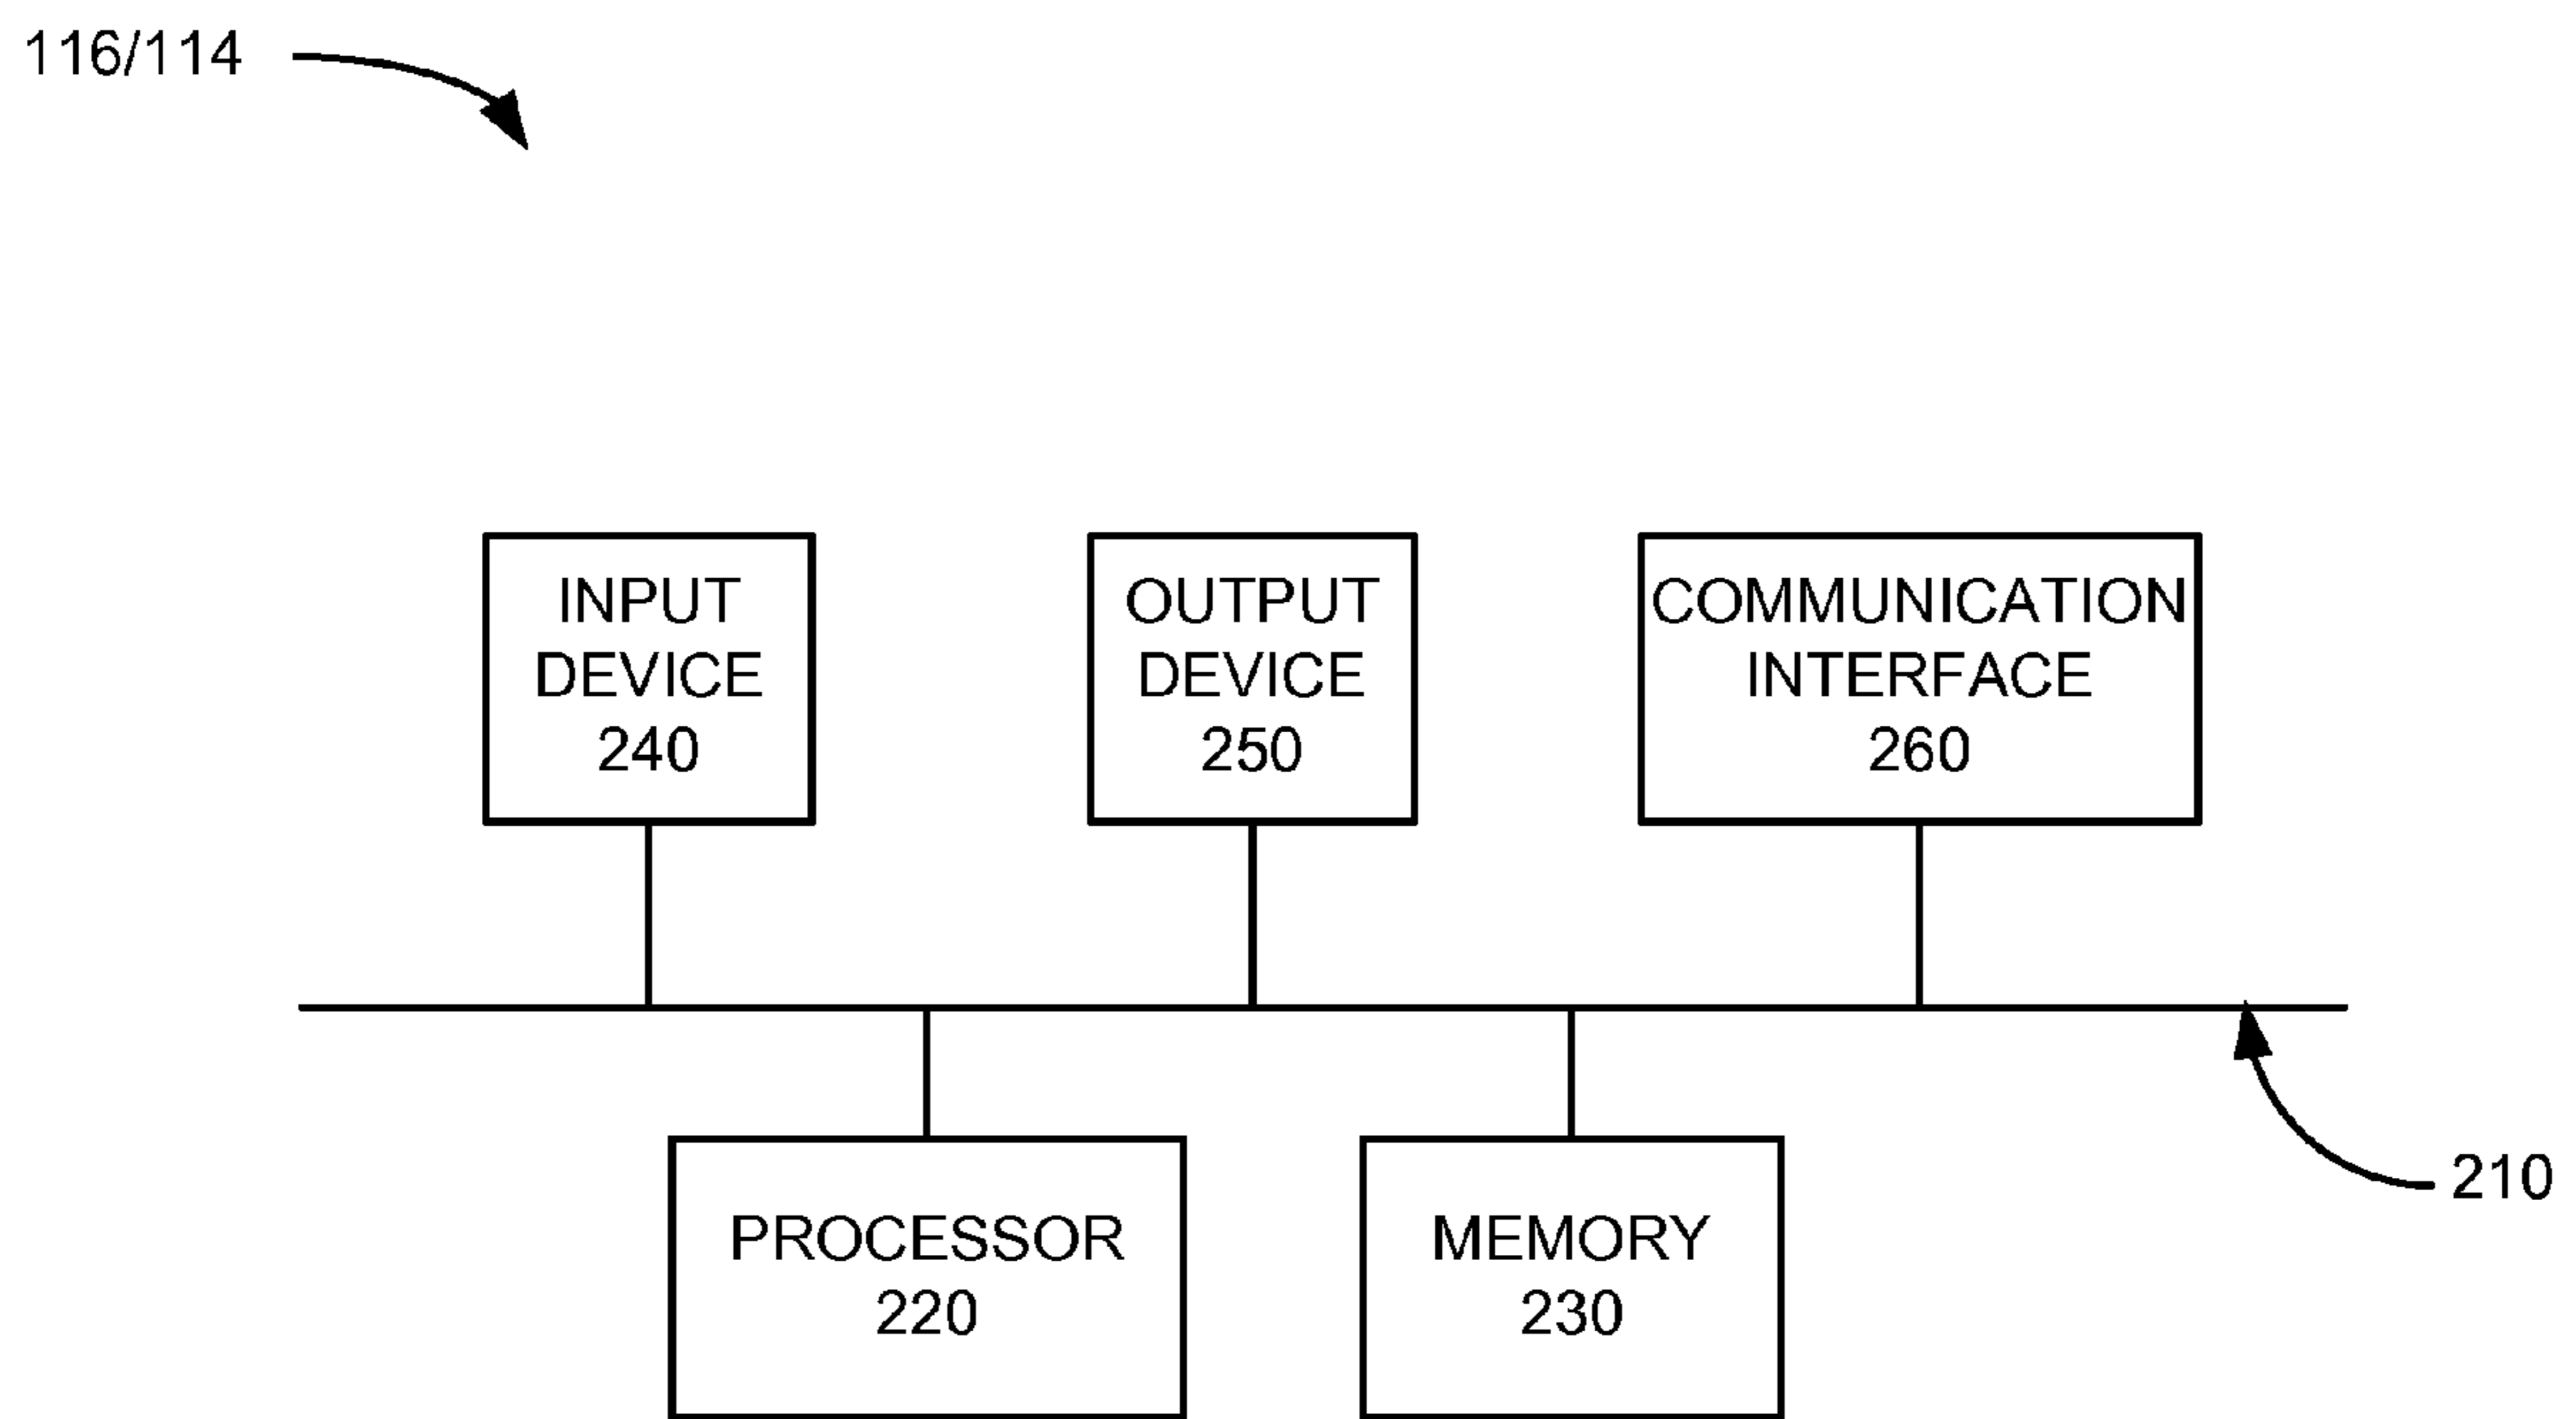 116/114
INPUT
DEVICE
240
OUTPUT
DEVICE
250
COMMUNICATION
INTERFACE
260
PROCESSOR
220
MEMORY
230
210